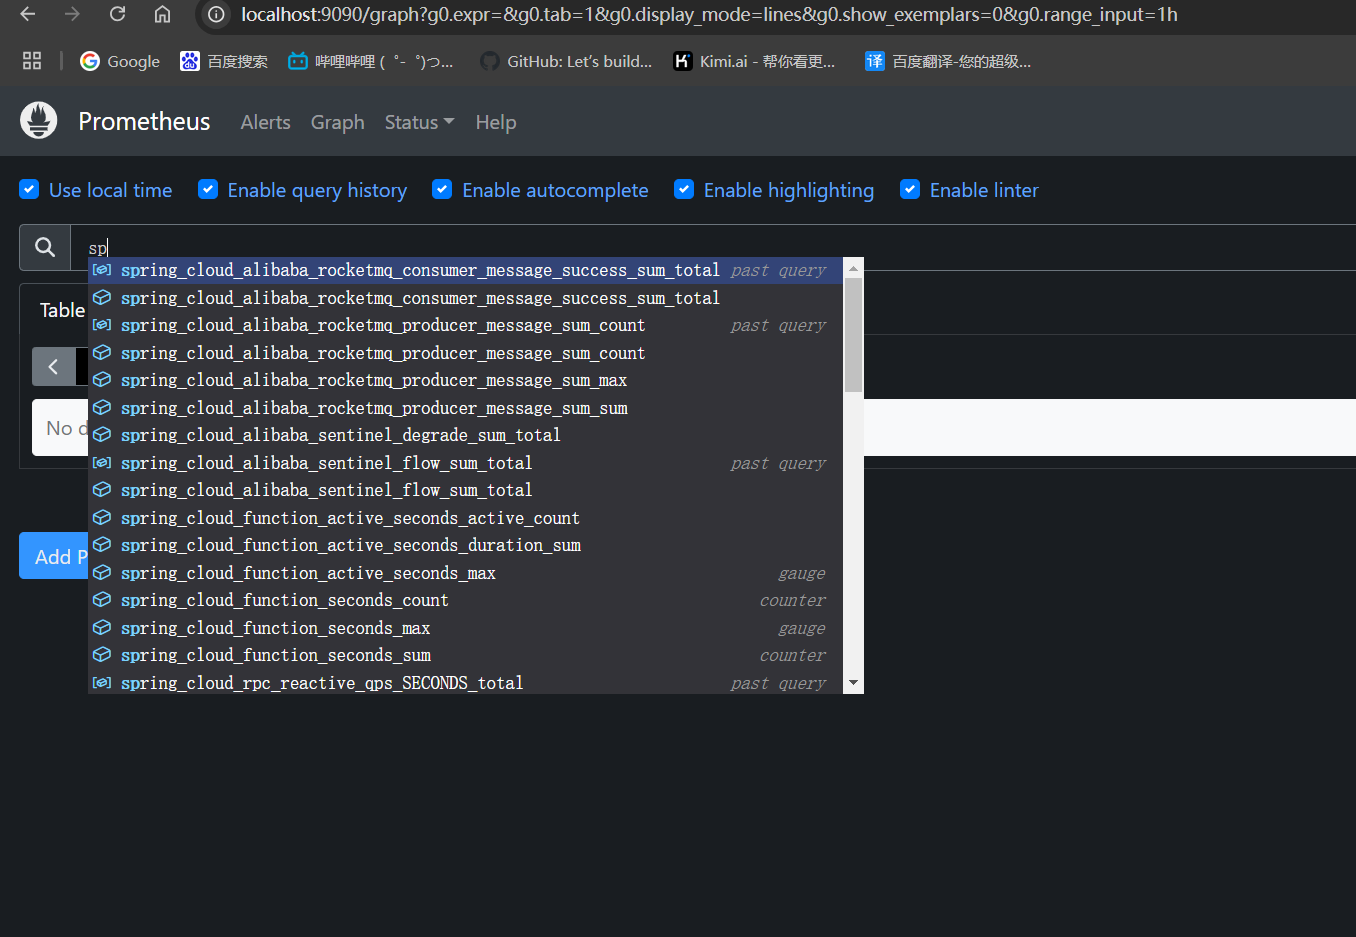 localhost:9090/graph?g0.expr=&g0.tab=1&g0.display_mode=lines&g0.show_exemplars=0&g0.range_input=1h
Google 百度搜索 哔哩哔哩 (゜-゜)つ... GitHub: Let's build... Kimi.ai - 帮你看更... 译 百度翻译-您的超级...
Prometheus Alerts Graph Status Help
Use local time Enable query history Enable autocomplete Enable highlighting Enable linter
sp
spring_cloud_alibaba_rocketmq_consumer_message_success_sum_total past query
spring_cloud_alibaba_rocketmq_consumer_message_success_sum_total
Table
spring_cloud_alibaba_rocketmq_producer_message_sum_count past query
spring_cloud_alibaba_rocketmq_producer_message_sum_count
spring_cloud_alibaba_rocketmq_producer_message_sum_max
spring_cloud_alibaba_rocketmq_producer_message_sum_sum
No d
spring_cloud_alibaba_sentinel_degrade_sum_total
spring_cloud_alibaba_sentinel_flow_sum_total past query
spring_cloud_alibaba_sentinel_flow_sum_total
spring_cloud_function_active_seconds_active_count
spring_cloud_function_active_seconds_duration_sum
Add P
spring_cloud_function_active_seconds_max gauge
spring_cloud_function_seconds_count counter
spring_cloud_function_seconds_max gauge
spring_cloud_function_seconds_sum counter
spring_cloud_rpc_reactive_qps_SECONDS_total past query